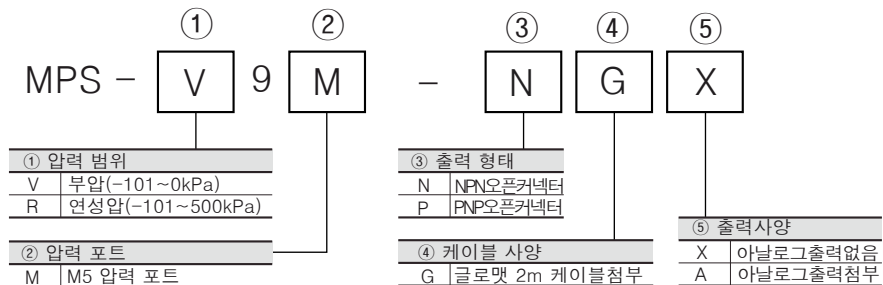 ① ② ③ ④ ⑤
MPS - V 9 M - N G X
① 압력 범위
V 부압(-101~0kPa)
R 연성압(-101~500kPa)
② 압력 포트
M M5 압력 포트
③ 출력 형태
N NPN오픈커넥터
P PNP오픈커넥터
④ 케이블 사양
G 글로맷 2m 케이블첨부
⑤ 출력사양
X 아날로그출력없음
A 아날로그출력첨부